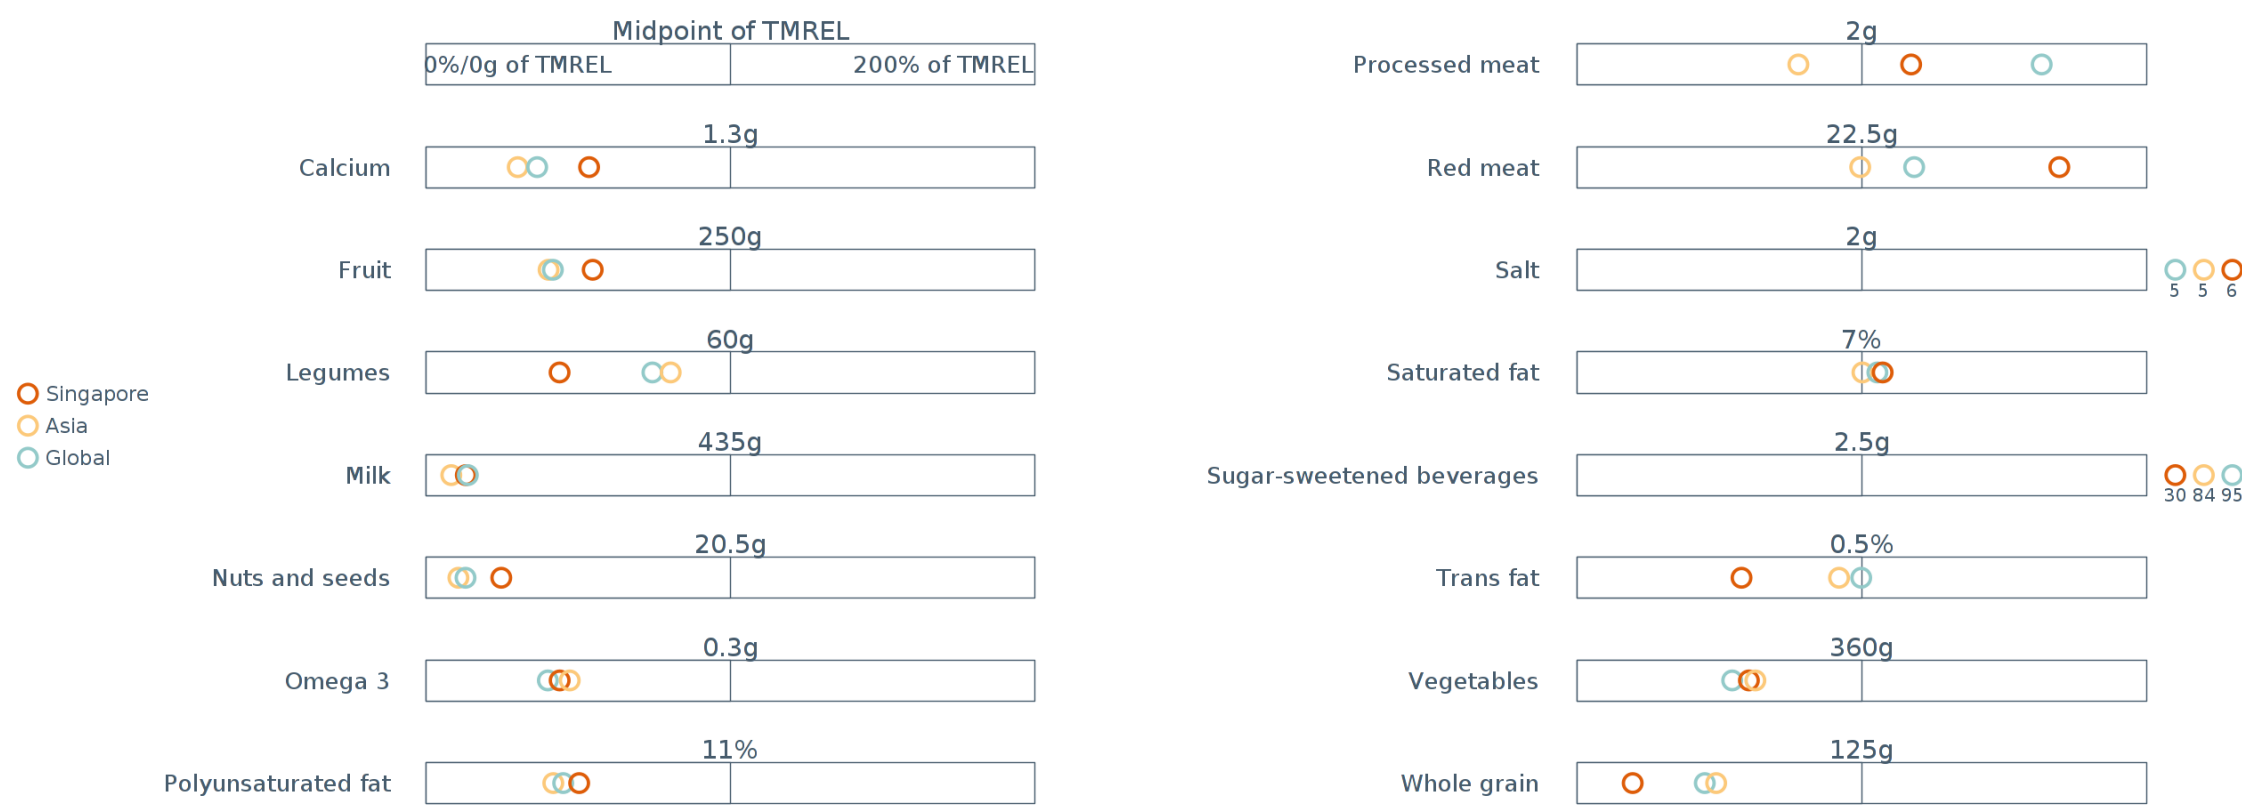 Midpoint of TMREL
0%/0g of TMREL 200% of TMREL
1.3g
Calcium
250g
Fruit
60g
Legumes
435g
Milk
20.5g
Nuts and seeds
0.3g
Omega 3
11%
Polyunsaturated fat
Singapore
Asia
Global
2g
Processed meat
22.5g
Red meat
2g
Salt
5 5 6
7%
Saturated fat
2.5g
Sugar-sweetened beverages
30 84 95
0.5%
Trans fat
360g
Vegetables
125g
Whole grain